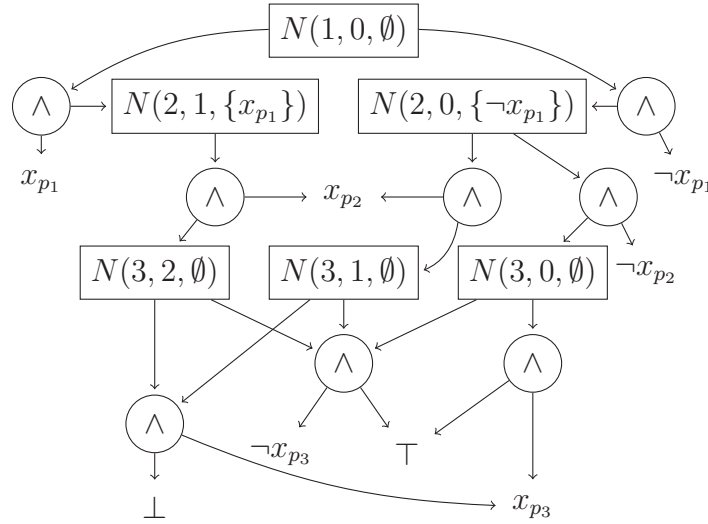 N(1, 0, ∅)
∧ N(2, 1, {x_{p_1}}) N(2, 0, {¬x_{p_1}}) ∧
x_{p_1} ¬x_{p_1}
∧ x_{p_2} ∧ ∧
N(3, 2, ∅) N(3, 1, ∅) N(3, 0, ∅) ¬x_{p_2}
∧ ∧
∧ ¬x_{p_3} ⊤
⊥ x_{p_3}